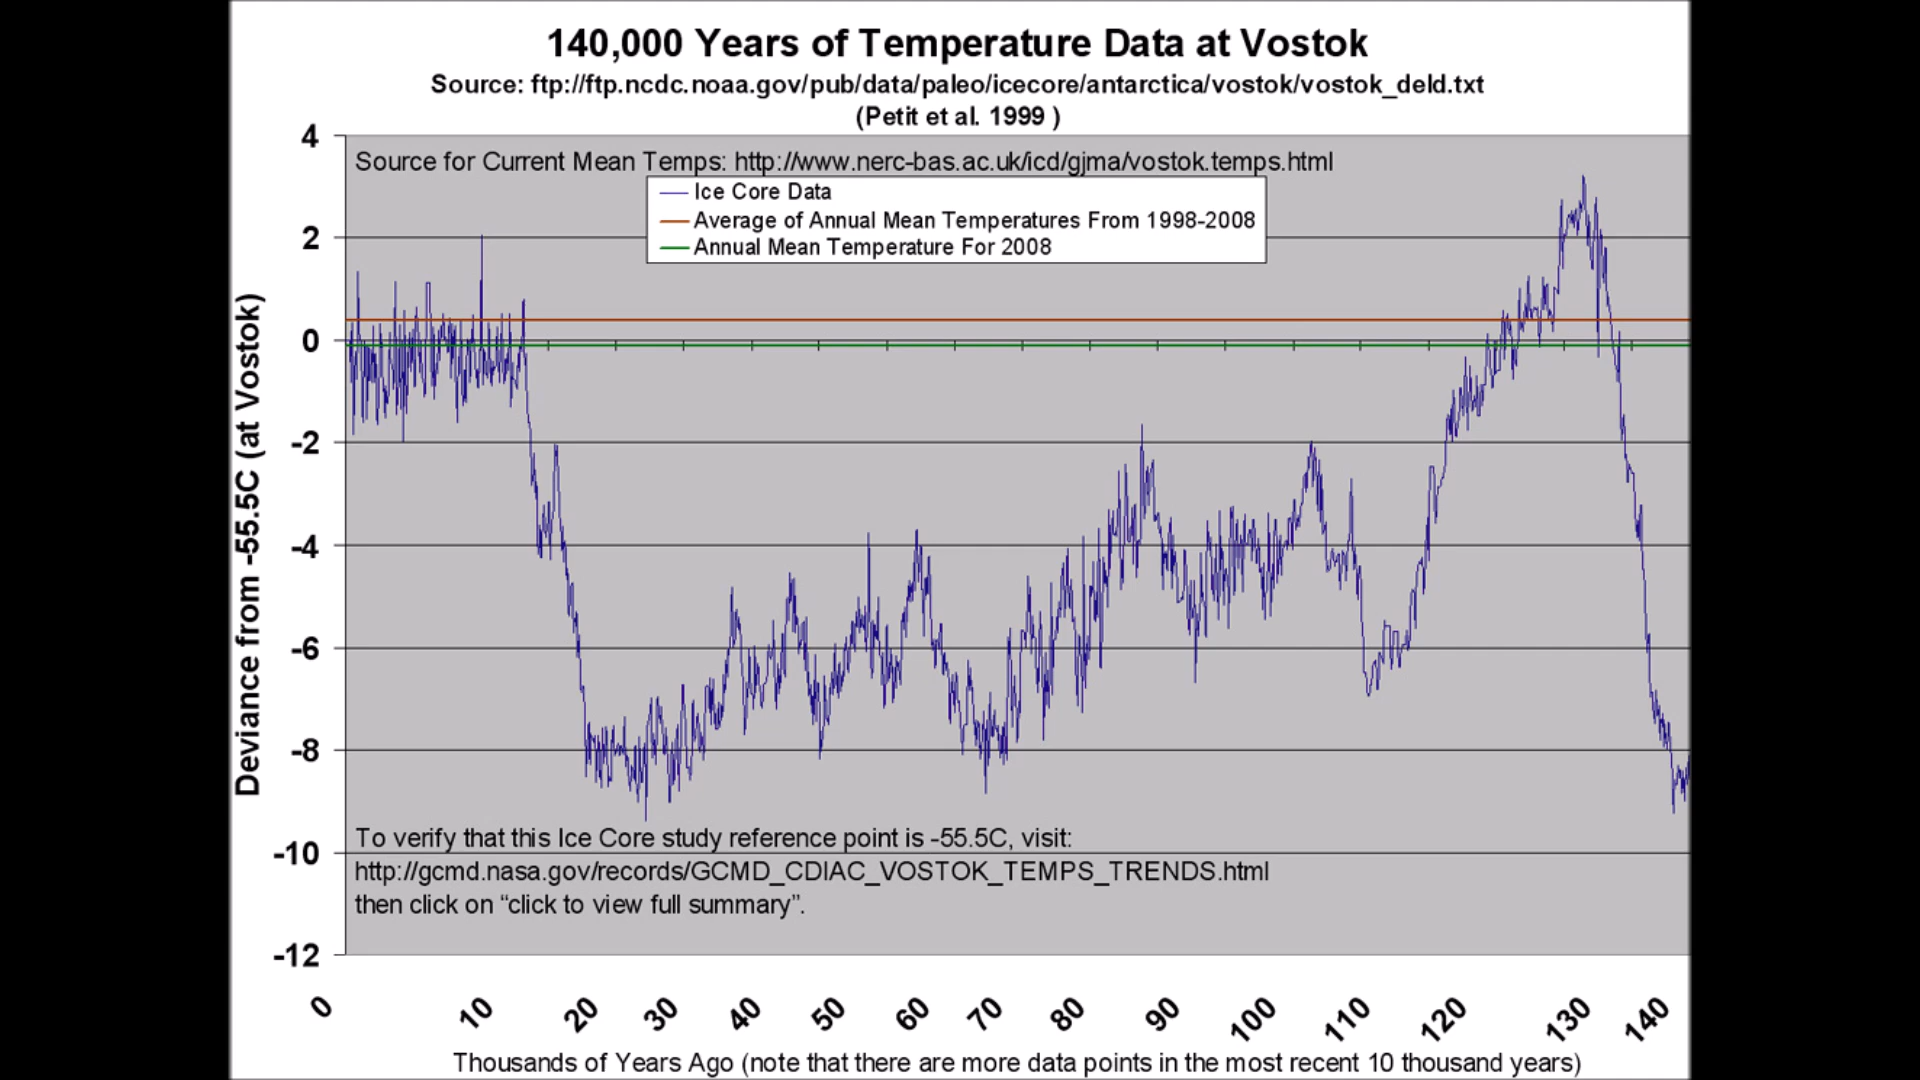 140,000 Years of Temperature Data at Vostok
Source: ftp://ftp.ncdc.noaa.gov/pub/data/paleo/icecore/antarctica/vostok/vostok_deld.txt
(Petit et al. 1999 )
Source for Current Mean Temps: http://www.nerc-bas.ac.uk/icd/gjma/vostok.temps.html
Ice Core Data
Average of Annual Mean Temperatures From 1998-2008
Annual Mean Temperature For 2008
Deviance from -55.5C (at Vostok)
4
2
0
-2
-4
-6
-8
-10
-12
To verify that this Ice Core study reference point is -55.5C, visit:
http://gcmd.nasa.gov/records/GCMD_CDIAC_VOSTOK_TEMPS_TRENDS.html
then click on “click to view full summary”.
0 10 20 30 40 50 60 70 80 90 100 110 120 130 140
Thousands of Years Ago (note that there are more data points in the most recent 10 thousand years)